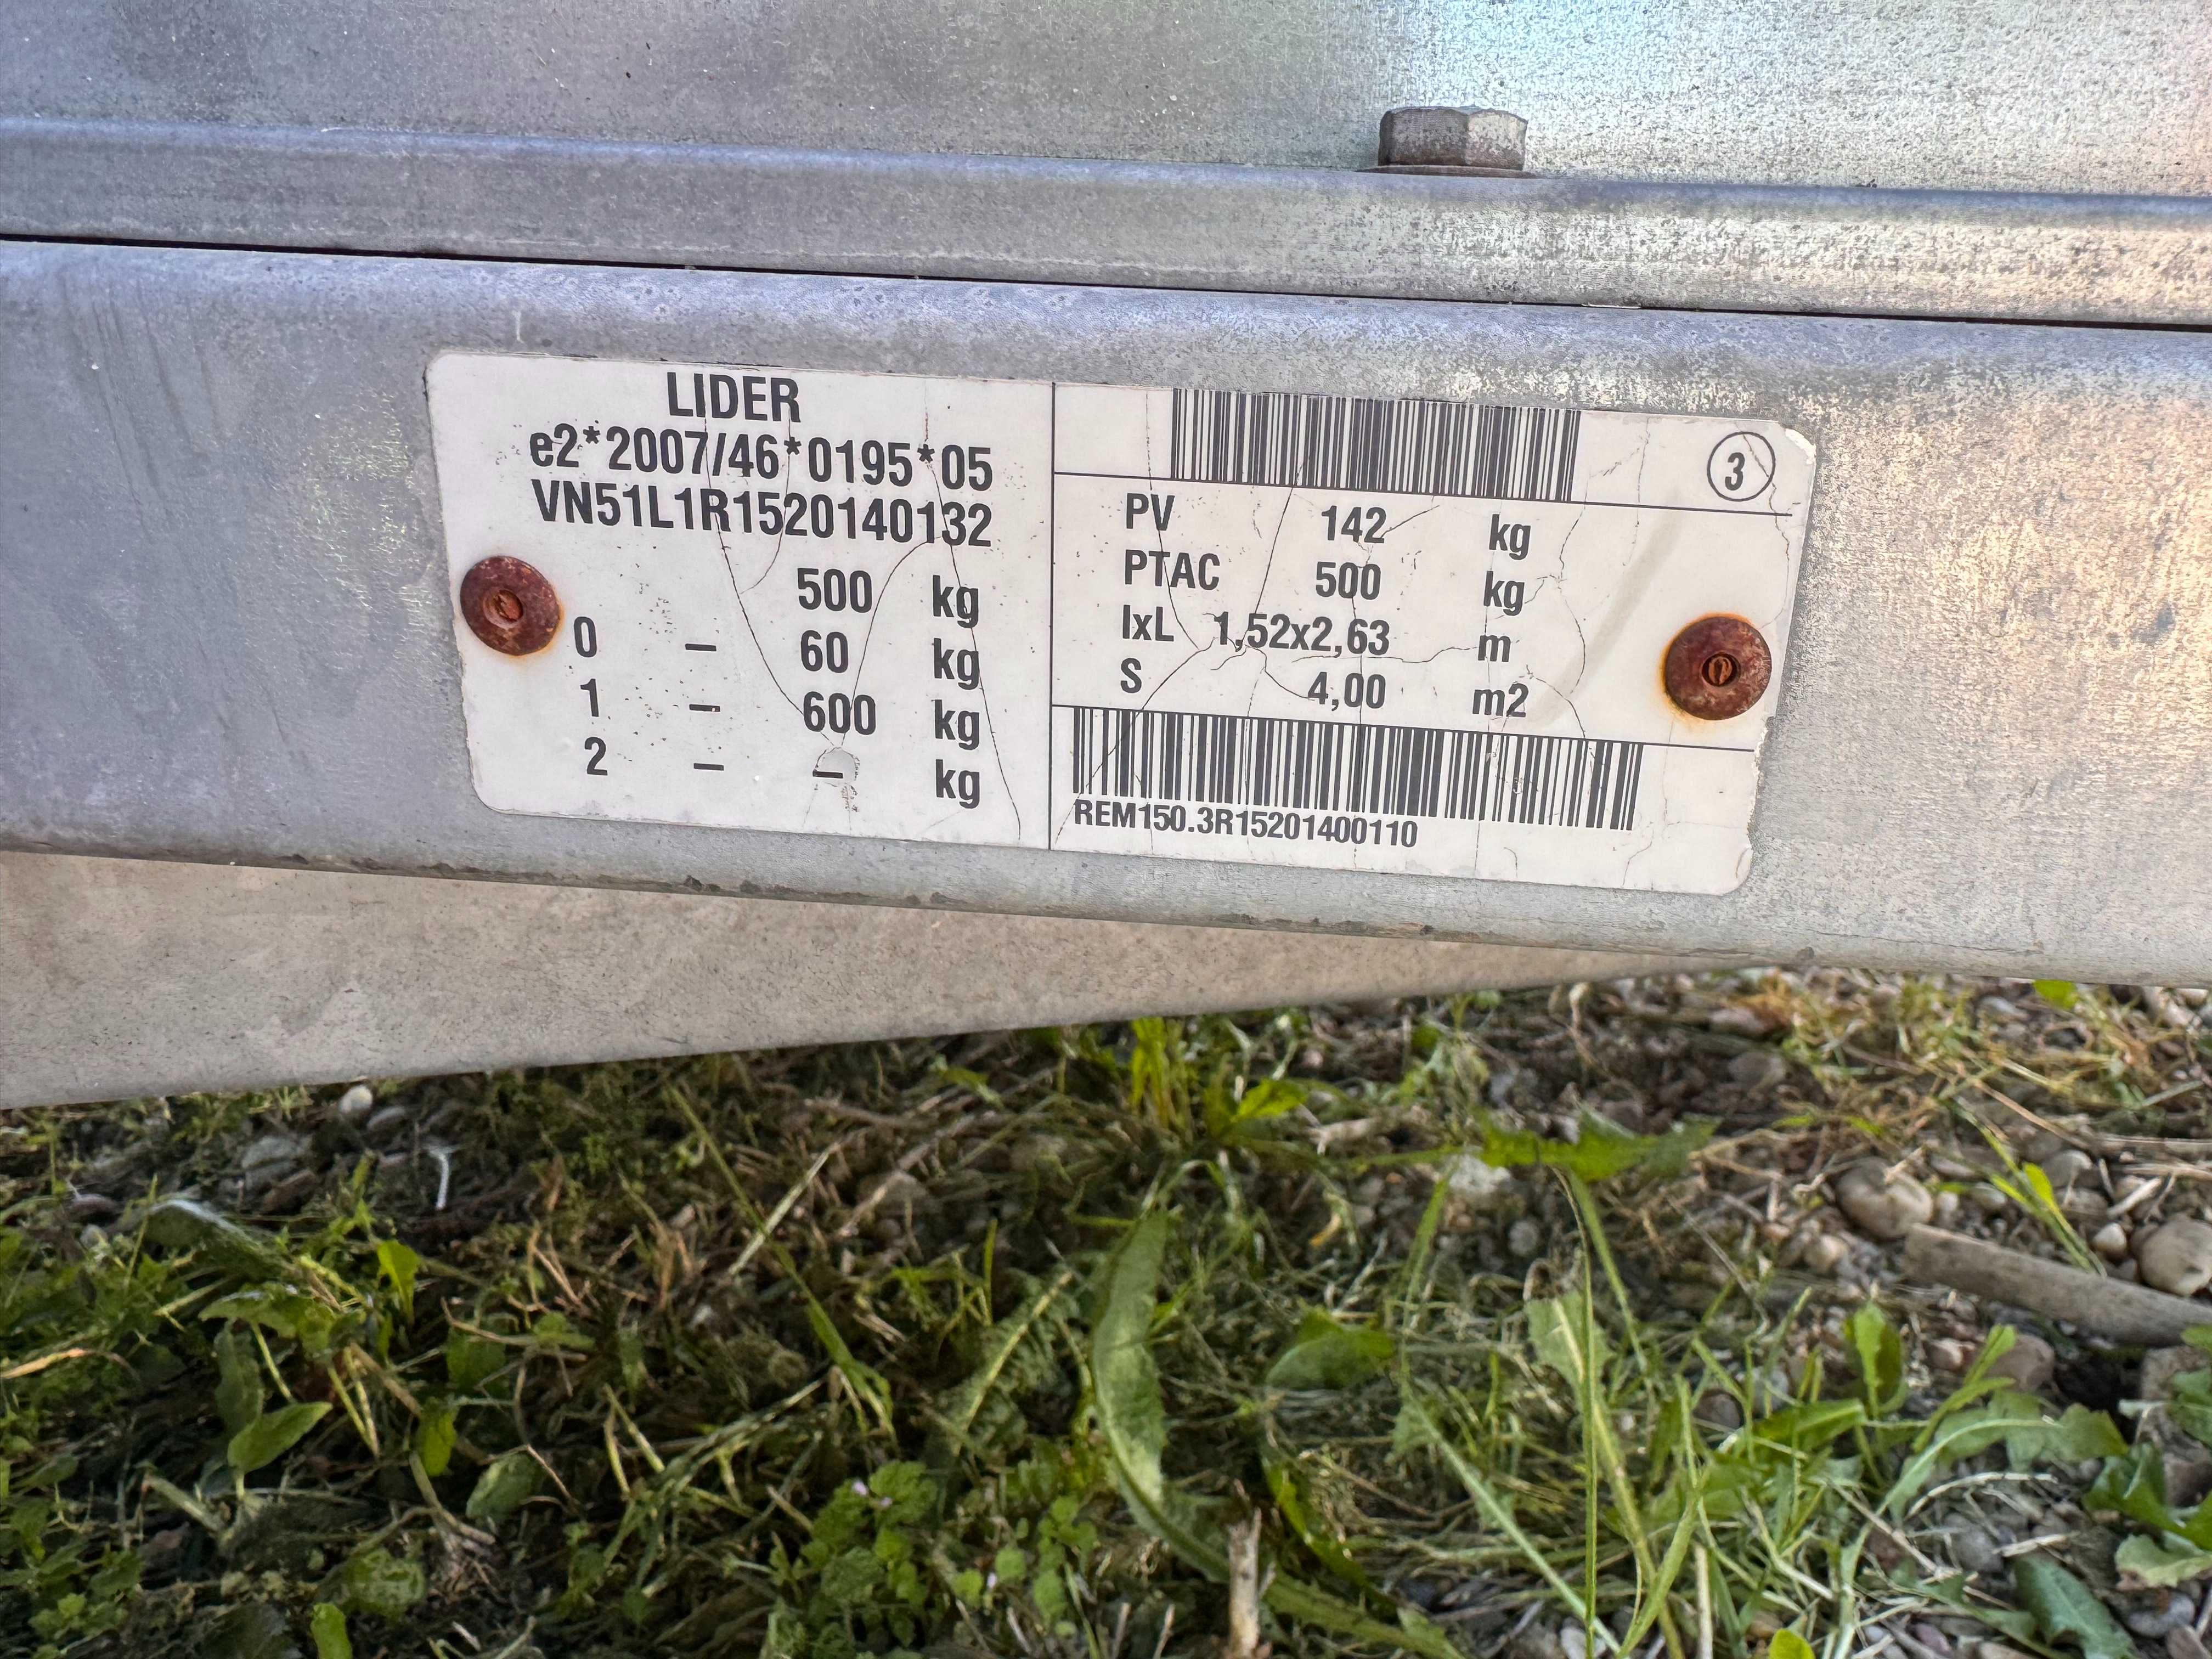 LIDER
e2*2007/46*0195*05
VN51L1R1520140132
500 kg
0 – 60 kg
1 – 600 kg
2 – – kg
3
PV 142 kg
PTAC 500 kg
lxL 1,52x2,63 m
S 4,00 m2
REM150.3R15201400110